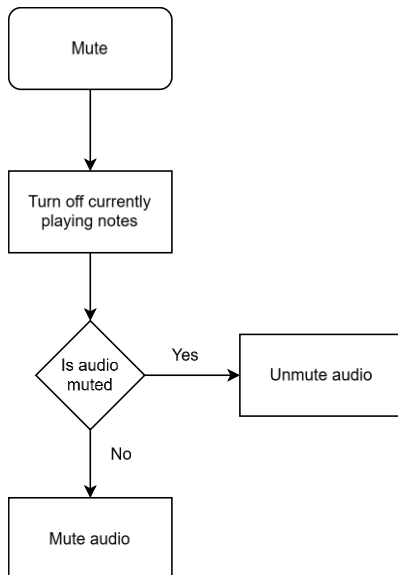 Mute
Turn off currently
playing notes
Is audio
muted
Yes
Unmute audio
No
Mute audio